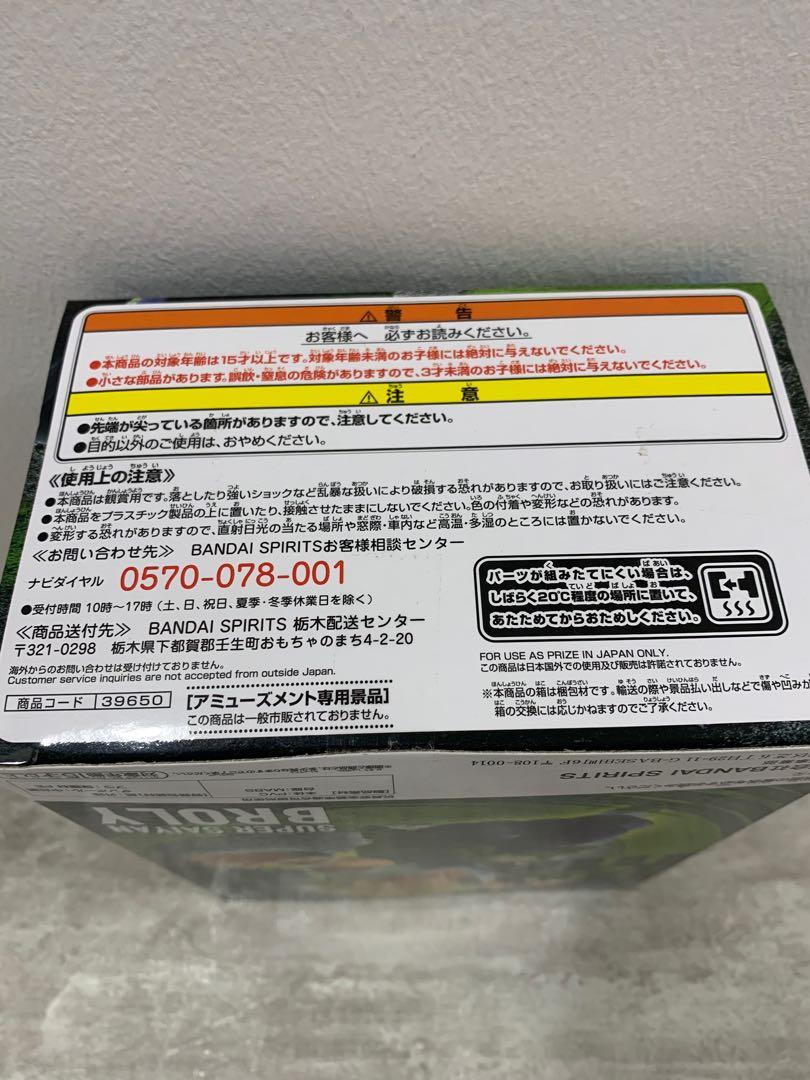 ⚠警告
お客様へ 必ずお読みください。
●本商品の対象年齢は15才以上です。対象年齢未満のお子様には絶対に与えないでください。
●小さな部品があります。誤飲・窒息の危険がありますので、3才未満のお子様には絶対に与えないでください。
⚠注意
●先端が尖っている箇所がありますので、注意してください。
●目的以外のご使用は、おやめください。
《使用上の注意》
●本商品は観賞用です。落としたり強いショックなど乱暴な扱いにより破損する恐れがありますので、お取り扱いにはご注意ください。
●本商品をプラスチック製品の上に置いたり、接触させたままにしないでください。色の付着や変形などの恐れがあります。
●変形する恐れがありますので、直射日光の当たる場所や窓際・車内など高温・多湿のところには置かないでください。
≪お問い合わせ先≫ BANDAI SPIRITSお客様相談センター
ナビダイヤル 0570-078-001
●受付時間 10時〜17時(土、日、祝日、夏季・冬季休業日を除く)
≪商品送付先≫ BANDAI SPIRITS 栃木配送センター
〒321-0298 栃木県下都賀郡壬生町おもちゃのまち4-2-20
海外からのお問い合わせは受け付けておりません。
Customer service inquiries are not accepted from outside Japan.
商品コード 39650
[アミューズメント専用景品]
この商品は一般市販されておりません。
パーツが組みたてにくい場合は、
しばらく20℃程度の場所に置いて、
あたためてからおためしください。
FOR USE AS PRIZE IN JAPAN ONLY.
この商品は日本国外での使用及び販売は許諾されておりません。
※本商品の箱は梱包材です。輸送の際や景品払い出しなどで傷や凹みが
箱の交換には応じかねますのでご了承ください。
BANDAI SPIRITS
〒108-0014
本体:PVC
台座:MABS
SUPER SAIYAN
BROLY